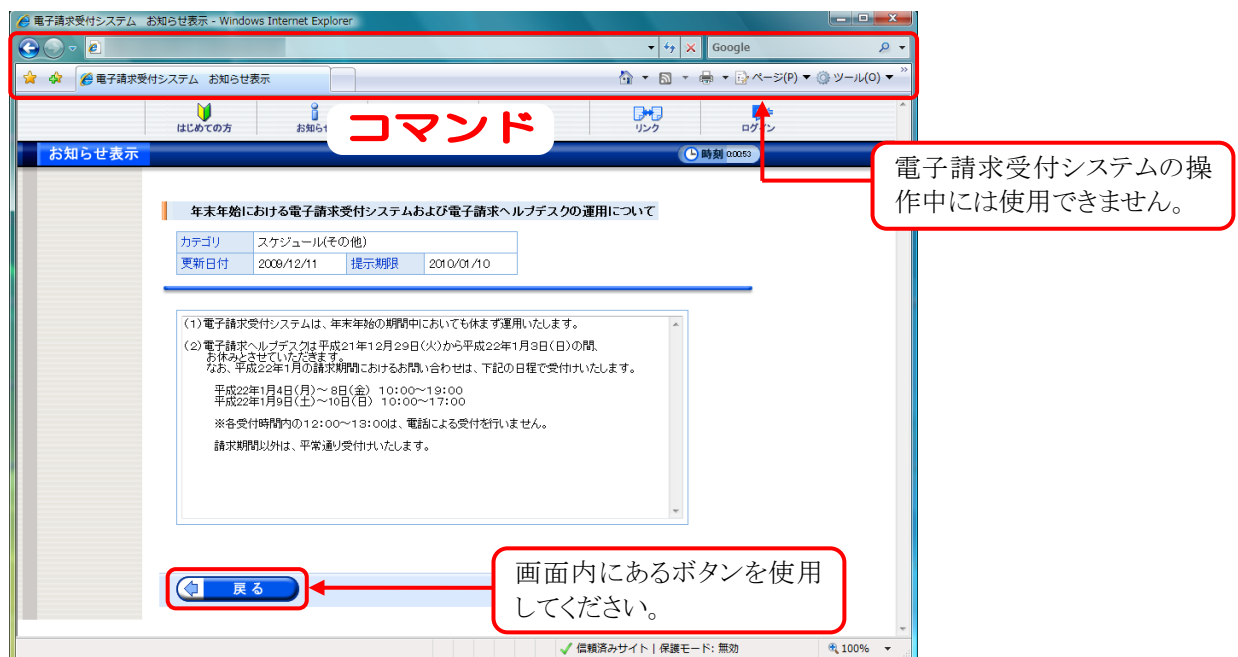 電子請求受付システム　お知らせ表示 - Windows Internet Explorer
Google
電子請求受付システム　お知らせ表示
ページ(P)
ツール(O)
はじめての方
お知らせ
リンク
ログイン
コマンド
お知らせ表示
時刻 0:00:53
電子請求受付システムの操
作中には使用できません。
年末年始における電子請求受付システムおよび電子請求ヘルプデスクの運用について
カテゴリ　スケジュール(その他)
更新日付　2009/12/11　提示期限　2010/01/10
(1)電子請求受付システムは、年末年始の期間中においても休まず運用いたします。
(2)電子請求ヘルプデスクは平成21年12月29日(火)から平成22年1月3日(日)の間、
お休みとさせていただきます。
なお、平成22年1月の請求期間におけるお問い合わせは、下記の日程で受付けいたします。
平成22年1月4日(月)～8日(金)　10:00～19:00
平成22年1月9日(土)～10日(日)　10:00～17:00
※各受付時間内の12:00～13:00は、電話による受付を行いません。
請求期間以外は、平常通り受付けいたします。
戻る
画面内にあるボタンを使用
してください。
信頼済みサイト | 保護モード: 無効
100%